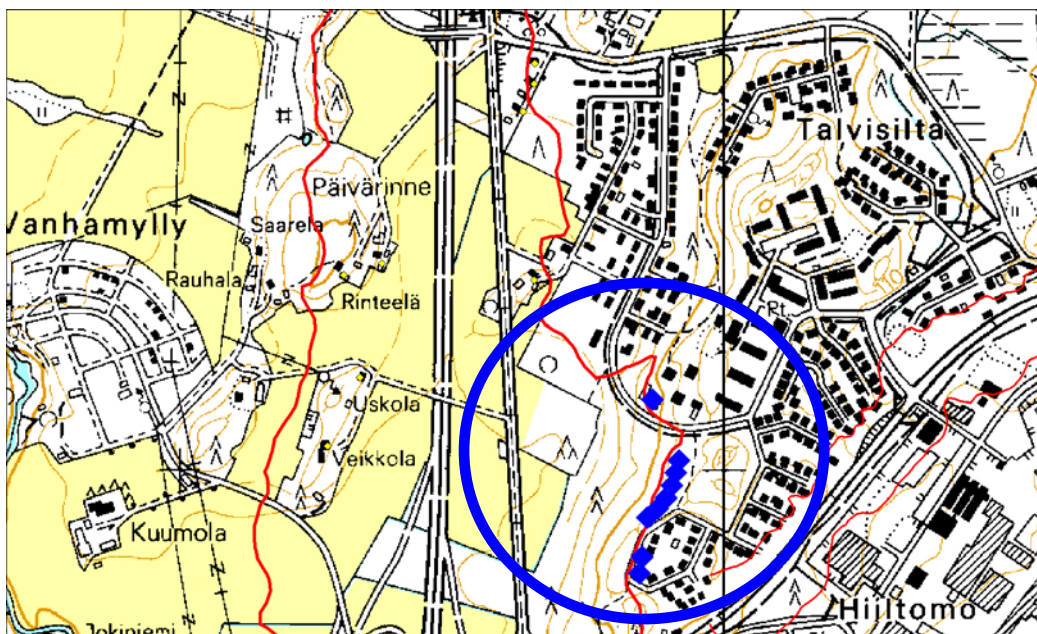 Talvisilta
Päivärinne
Vanhamylly
Saarela
Rauhala
Rinteelä
Rt.
Uskola
Veikkola
Kuumola
Hiiltomo
Jokiniemi